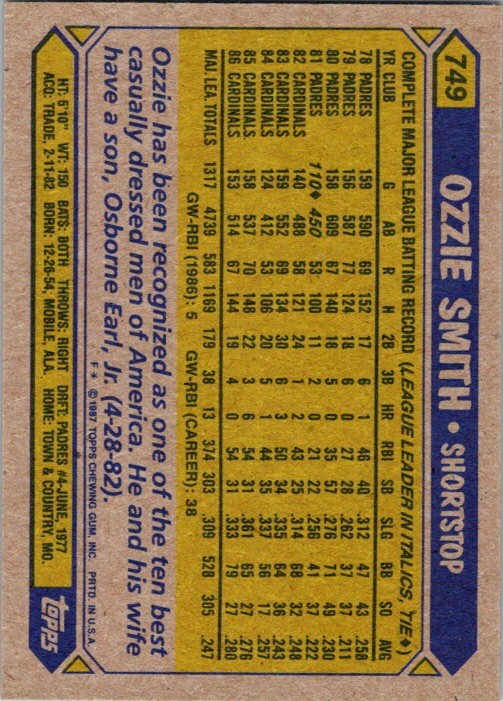 749 OZZIE SMITH • SHORTSTOP
COMPLETE MAJOR LEAGUE BATTING RECORD (LEAGUE LEADER IN ITALICS, TIE♦)
YR CLUB G AB R H 2B 3B HR RBI SB SLG BB SO AVG
78 PADRES 159 590 69 152 17 6 1 46 40 .312 47 43 .258
79 PADRES 156 587 77 124 18 6 0 27 28 .262 37 37 .211
80 PADRES 158 609 67 140 18 5 0 35 57 .276 71 49 .230
81 PADRES 110♦ 450 53 100 11 2 0 21 22 .256 41 37 .222
82 CARDINALS 140 488 58 121 24 1 2 43 25 .314 68 32 .248
83 CARDINALS 159 552 69 134 30 6 3 50 34 .335 64 36 .243
84 CARDINALS 124 412 53 106 20 5 1 44 35 .337 56 17 .257
85 CARDINALS 158 537 70 148 22 3 6 54 31 .361 65 27 .276
86 CARDINALS 153 514 67 144 19 4 0 54 31 .333 79 27 .280
MAJ. LEA. TOTALS 1317 4739 583 1169 179 38 13 374 303 .309 528 305 .247
GW-RBI (1986): 5 GW-RBI (CAREER): 38
Ozzie has been recognized as one of the ten best
casually dressed men of America. He and his wife
have a son, Osborne Earl, Jr. (4-28-82).
F* © 1987 TOPPS CHEWING GUM, INC. PRTD. IN U.S.A.
HT: 5'10" WT: 150 BATS: BOTH THROWS: RIGHT DRFT: PADRES #4-JUNE, 1977
ACQ: TRADE, 2-11-82 BORN: 12-26-54, MOBILE, ALA. HOME: TOWN & COUNTRY, MO.
topps